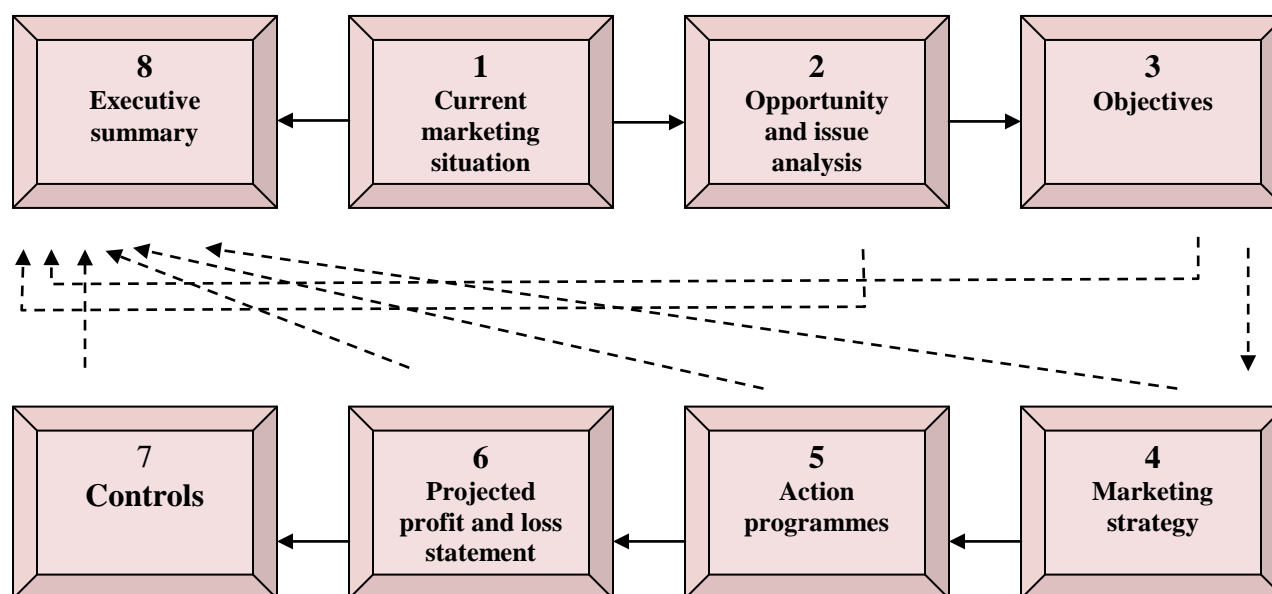 8
Executive
summary
1
Current
marketing
situation
2
Opportunity
and issue
analysis
3
Objectives
7
Controls
6
Projected
profit and loss
statement
5
Action
programmes
4
Marketing
strategy